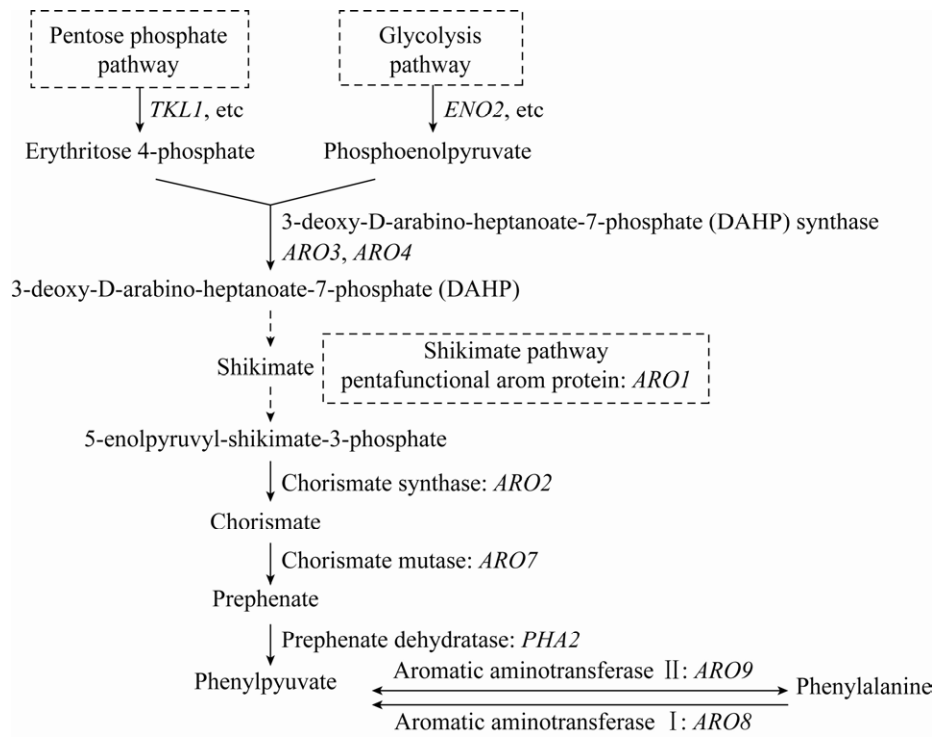 Pentose phosphate
pathway
Glycolysis
pathway
TKL1, etc
ENO2, etc
Erythritose 4-phosphate
Phosphoenolpyruvate
3-deoxy-D-arabino-heptanoate-7-phosphate (DAHP) synthase
ARO3, ARO4
3-deoxy-D-arabino-heptanoate-7-phosphate (DAHP)
Shikimate
Shikimate pathway
pentafunctional arom protein: ARO1
5-enolpyruvyl-shikimate-3-phosphate
Chorismate synthase: ARO2
Chorismate
Chorismate mutase: ARO7
Prephenate
Prephenate dehydratase: PHA2
Phenylpyuvate
Aromatic aminotransferase Ⅱ: ARO9
Phenylalanine
Aromatic aminotransferase Ⅰ: ARO8